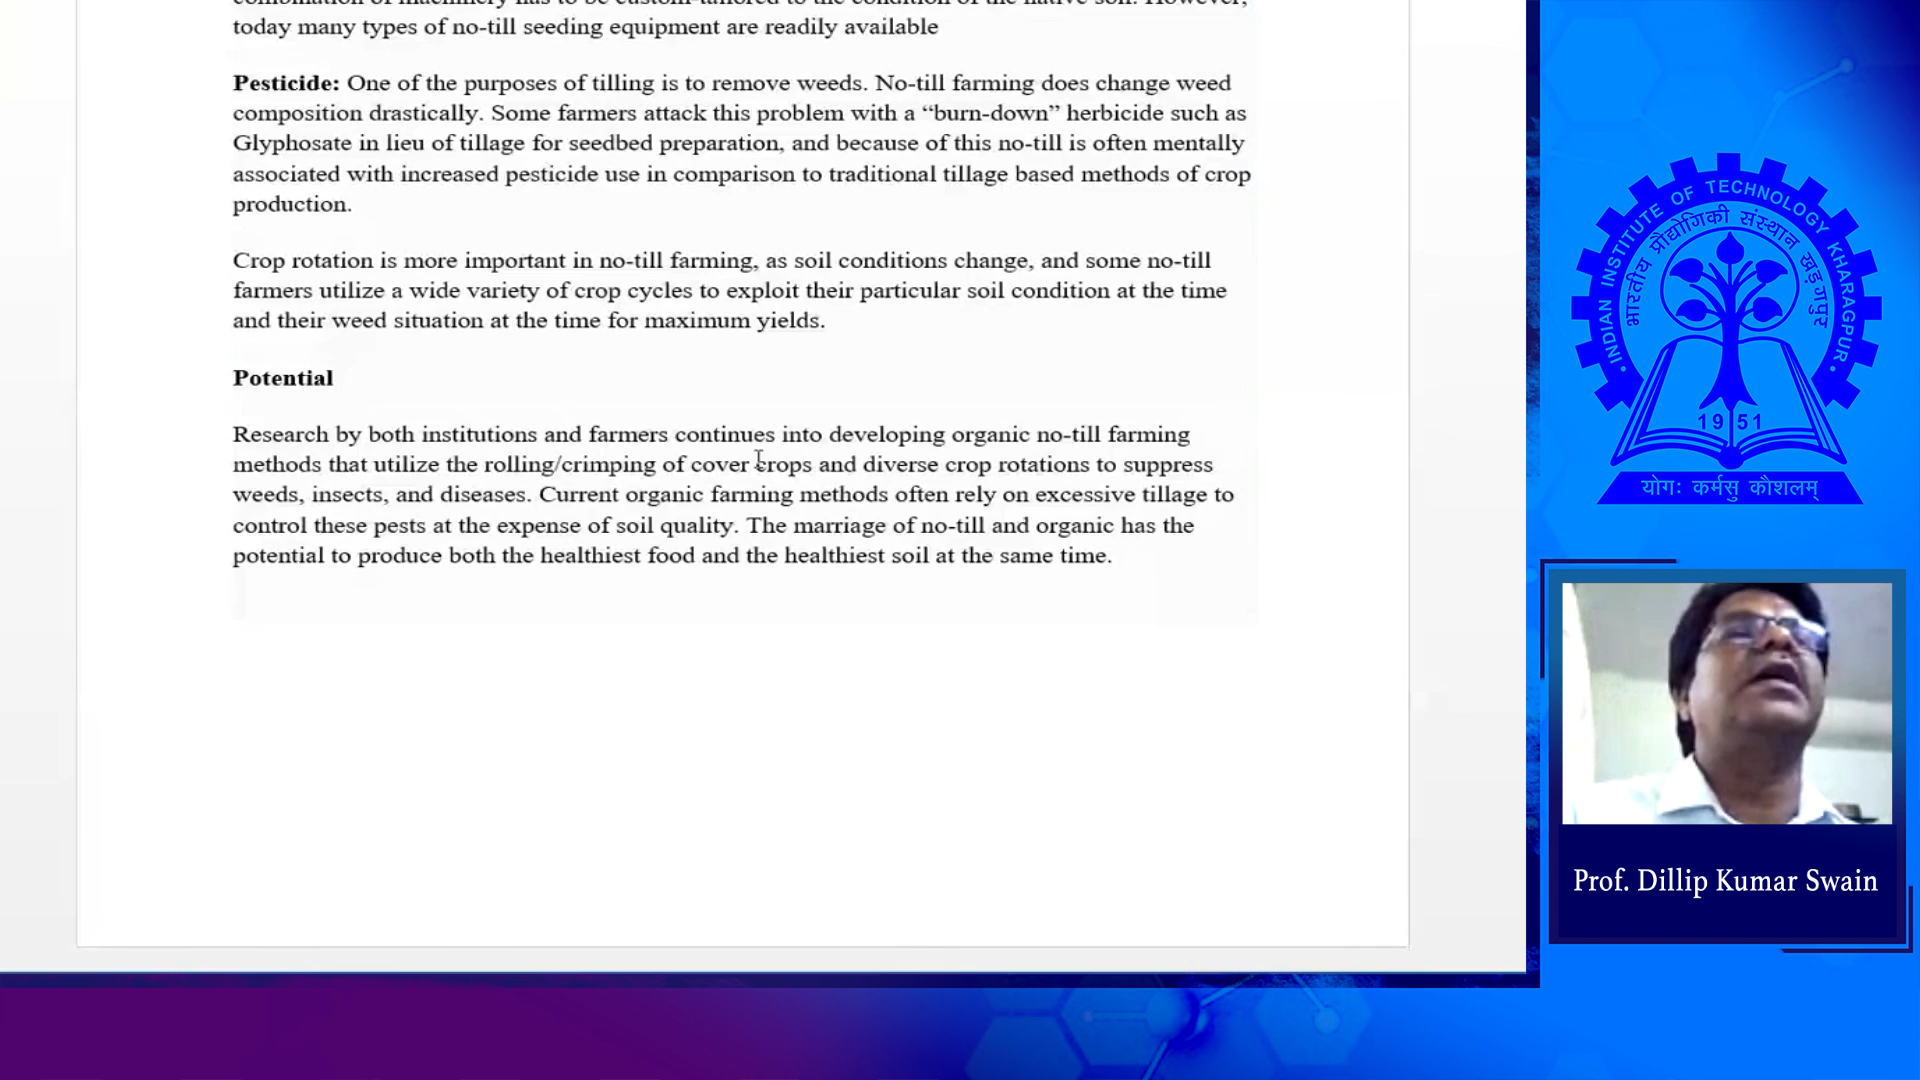 today many types of no-till seeding equipment are readily available
Pesticide: One of the purposes of tilling is to remove weeds. No-till farming does change weed
composition drastically. Some farmers attack this problem with a “burn-down” herbicide such as
Glyphosate in lieu of tillage for seedbed preparation, and because of this no-till is often mentally
associated with increased pesticide use in comparison to traditional tillage based methods of crop
production.
Crop rotation is more important in no-till farming, as soil conditions change, and some no-till
farmers utilize a wide variety of crop cycles to exploit their particular soil condition at the time
and their weed situation at the time for maximum yields.
Potential
Research by both institutions and farmers continues into developing organic no-till farming
methods that utilize the rolling/crimping of cover crops and diverse crop rotations to suppress
weeds, insects, and diseases. Current organic farming methods often rely on excessive tillage to
control these pests at the expense of soil quality. The marriage of no-till and organic has the
potential to produce both the healthiest food and the healthiest soil at the same time.
INDIAN INSTITUTE OF TECHNOLOGY KHARAGPUR
भारतीय प्रौद्योगिकी संस्थान खड़गपुर
1951
योगः कर्मसु कौशलम्
Prof. Dillip Kumar Swain